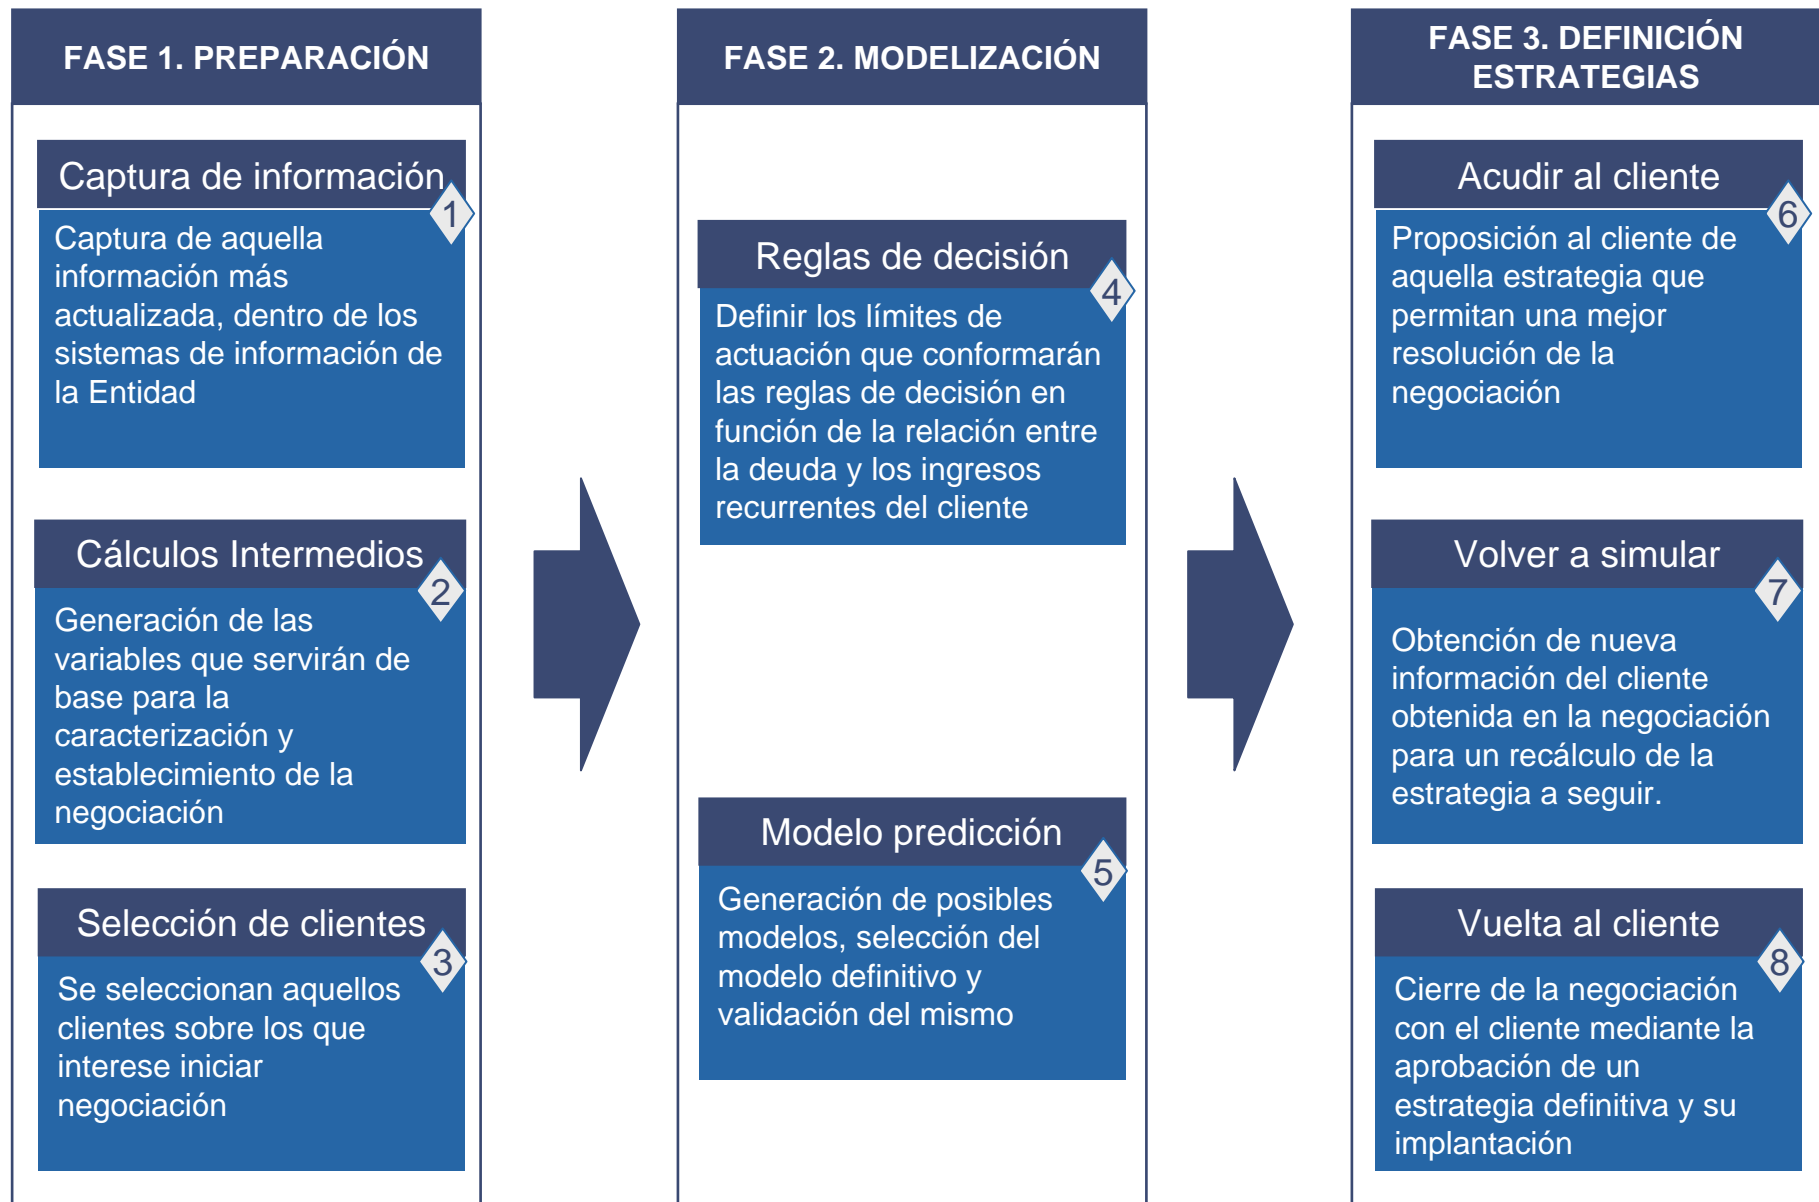 FASE 1. PREPARACIÓN
Captura de información
1
Captura de aquella
información más
actualizada, dentro de los
sistemas de información de
la Entidad
Cálculos Intermedios
2
Generación de las
variables que servirán de
base para la
caracterización y
establecimiento de la
negociación
Selección de clientes
3
Se seleccionan aquellos
clientes sobre los que
interese iniciar
negociación
FASE 2. MODELIZACIÓN
Reglas de decisión
4
Definir los límites de
actuación que conformarán
las reglas de decisión en
función de la relación entre
la deuda y los ingresos
recurrentes del cliente
Modelo predicción
5
Generación de posibles
modelos, selección del
modelo definitivo y
validación del mismo
FASE 3. DEFINICIÓN
ESTRATEGIAS
Acudir al cliente
6
Proposición al cliente de
aquella estrategia que
permitan una mejor
resolución de la
negociación
Volver a simular
7
Obtención de nueva
información del cliente
obtenida en la negociación
para un recálculo de la
estrategia a seguir.
Vuelta al cliente
8
Cierre de la negociación
con el cliente mediante la
aprobación de un
estrategia definitiva y su
implantación